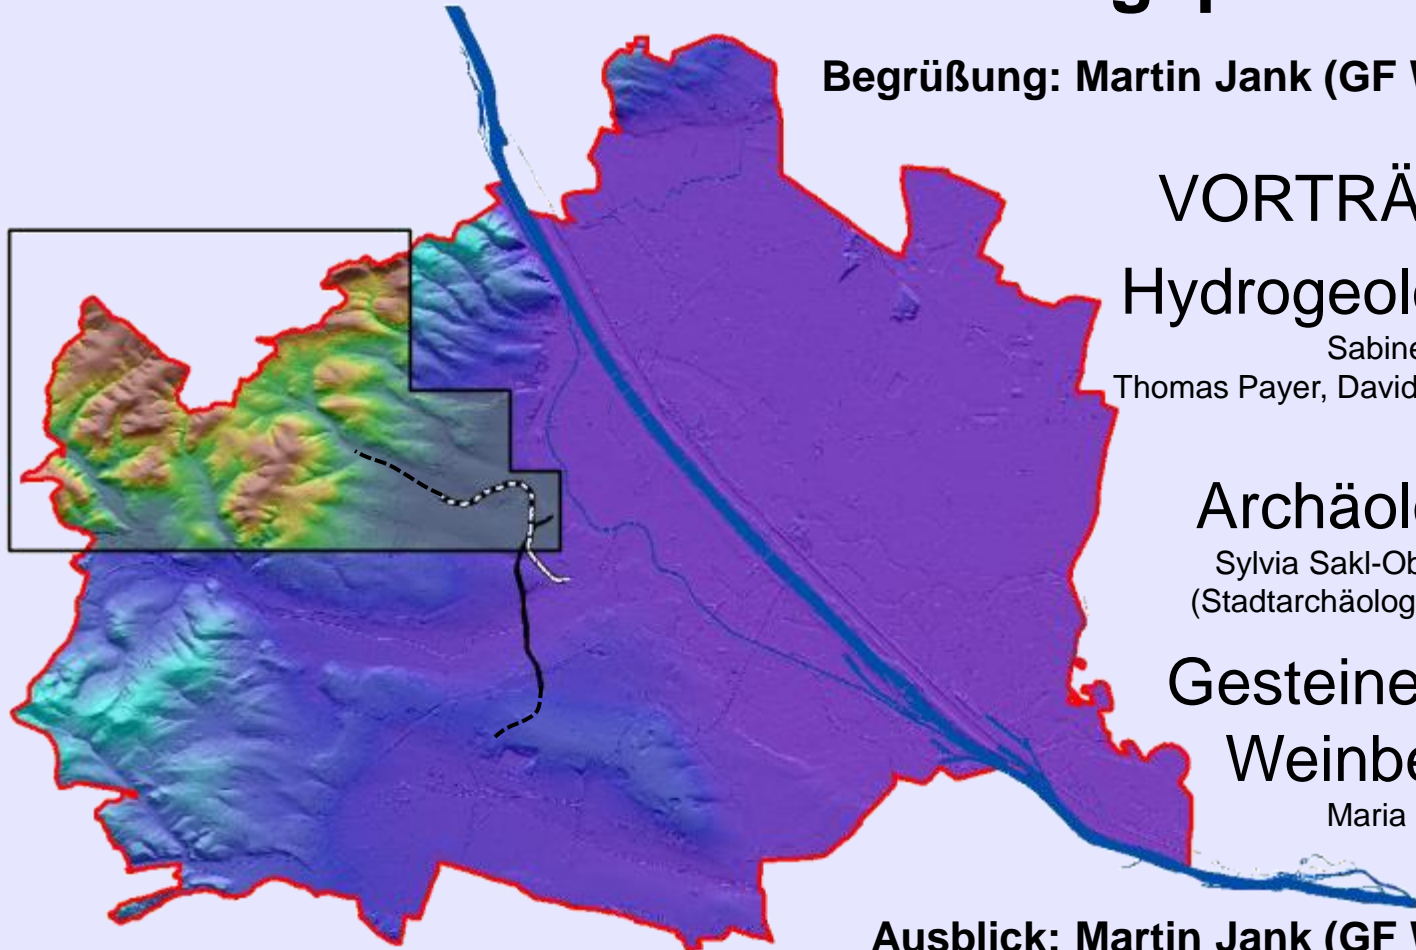 Begrüßung: Martin Jank (GF
VORTRÄ
Hydrogeol
Sabine
Thomas Payer, David
Archäol
Sylvia Sakl-Ob
(Stadtarchäolog
Gesteine
Weinbe
Maria
Ausblick: Martin Jank (GF